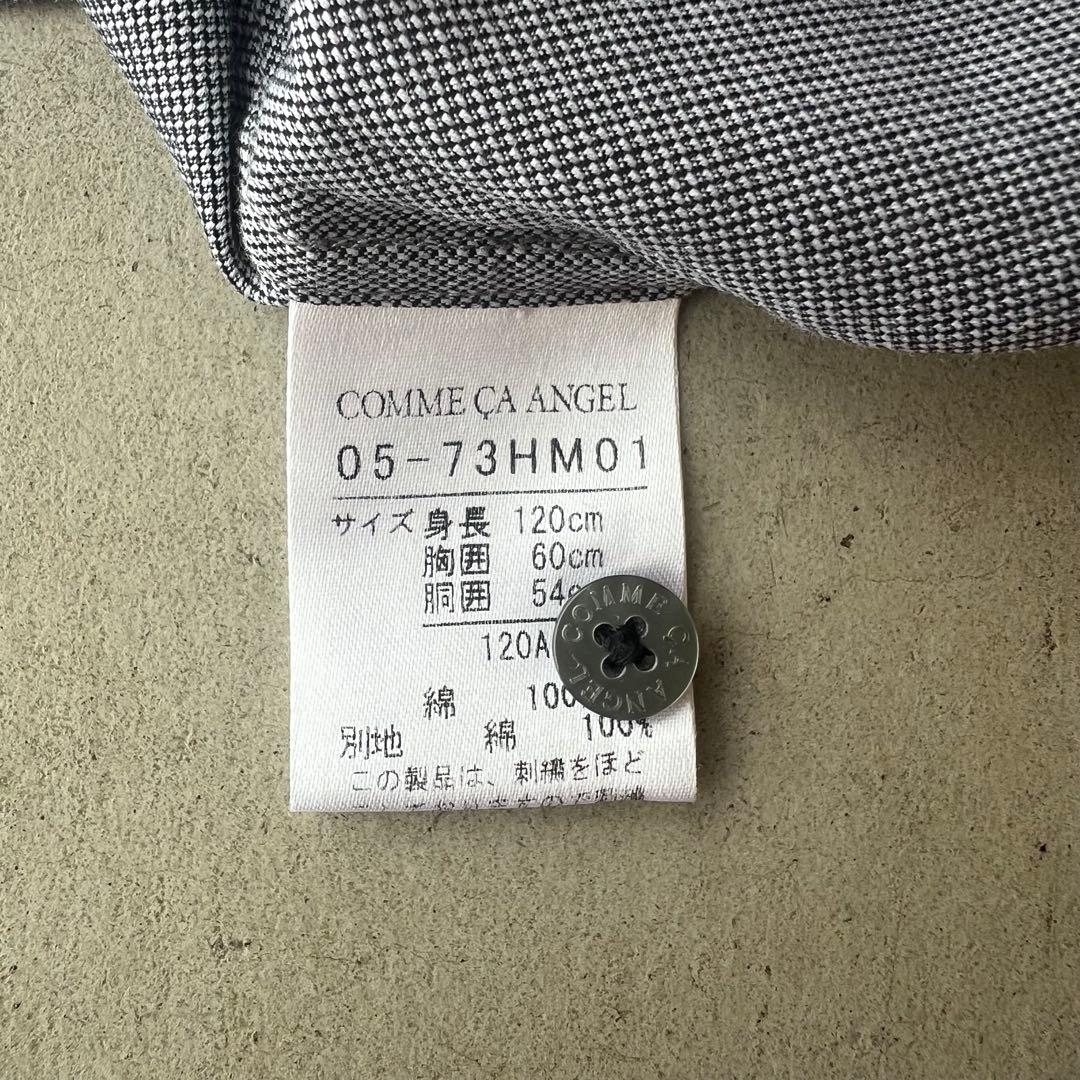 COMME ÇA ANGEL
05-73HM01
サイズ 身長 120cm
胸囲 60cm
胴囲 54
120A
綿 100
別地 綿 100%
この製品は、刺繍をほど
COMME ÇA ANGEL